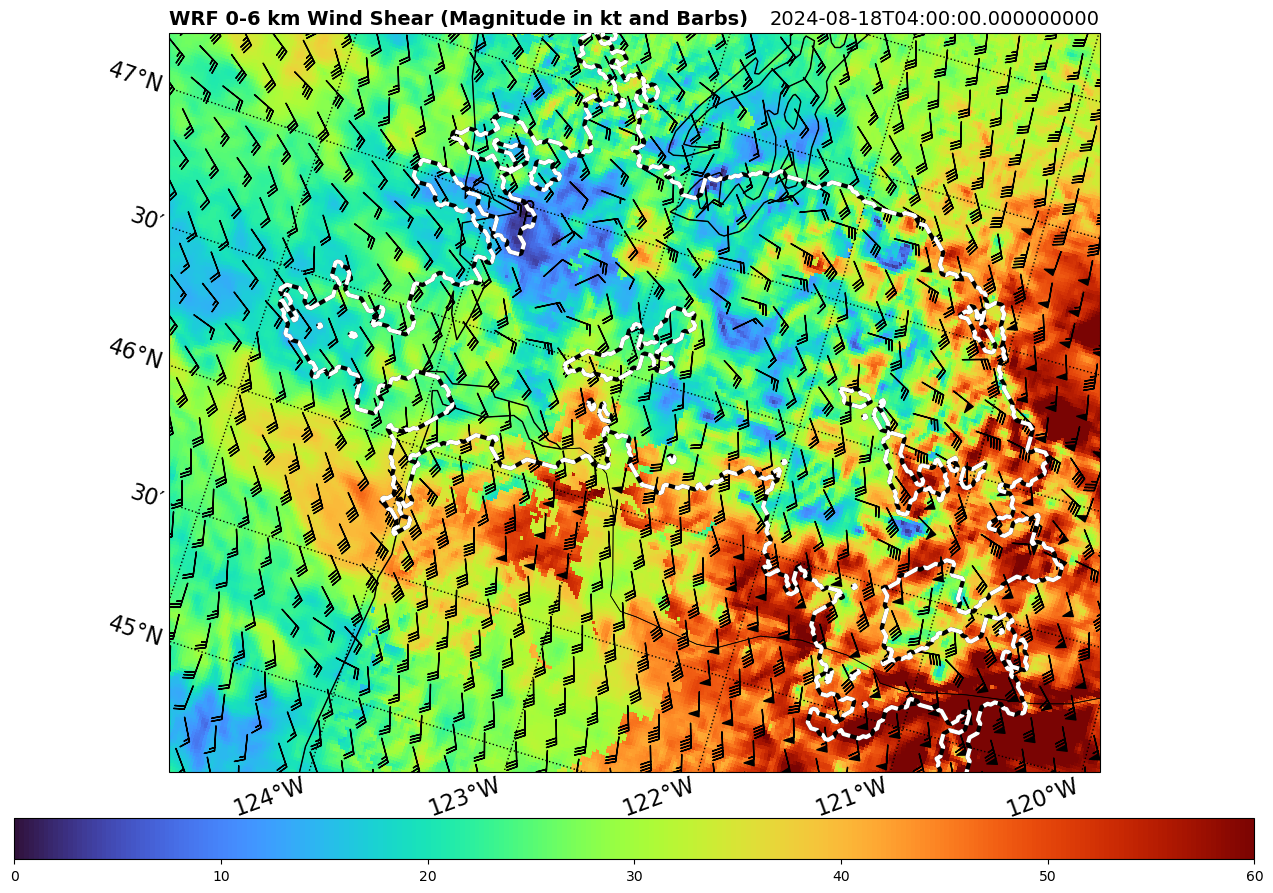 WRF 0-6 km Wind Shear (Magnitude in kt and Barbs) 2024-08-18T04:00:00.000000000
47°N
30′
46°N
30′
45°N
124°W 123°W 122°W 121°W 120°W
0 10 20 30 40 50 60